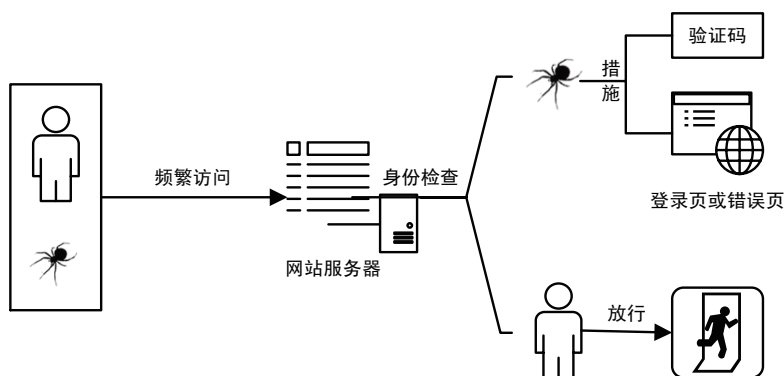 验证码
措
施
频繁访问
身份检查
登录页或错误页
网站服务器
放行